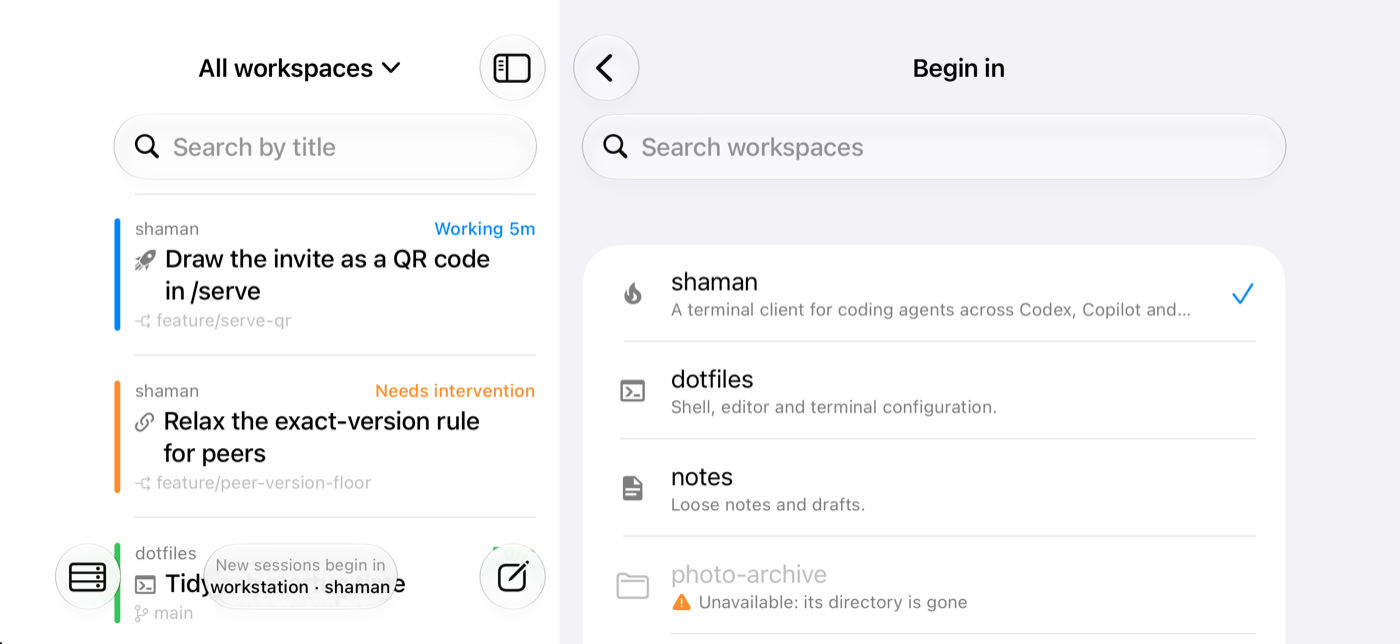 All workspaces
Search by title
shaman
Working 5m
Draw the invite as a QR code
in /serve
feature/serve-qr
shaman
Needs intervention
Relax the exact-version rule
for peers
feature/peer-version-floor
dotfiles
New sessions begin in
workstation · shaman
main
Begin in
Search workspaces
shaman
A terminal client for coding agents across Codex, Copilot and...
dotfiles
Shell, editor and terminal configuration.
notes
Loose notes and drafts.
photo-archive
Unavailable: its directory is gone